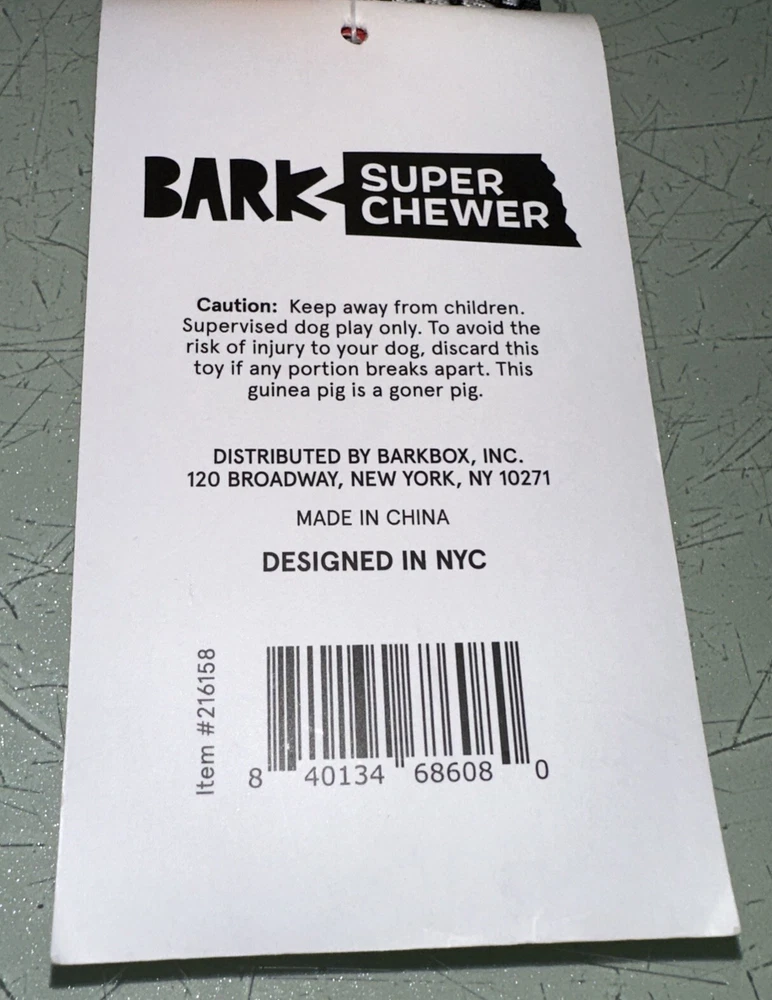 BARK SUPER
CHEWER
Caution: Keep away from children.
Supervised dog play only. To avoid the
risk of injury to your dog, discard this
toy if any portion breaks apart. This
guinea pig is a goner pig.
DISTRIBUTED BY BARKBOX, INC.
120 BROADWAY, NEW YORK, NY 10271
MADE IN CHINA
DESIGNED IN NYC
Item #216158
8 40134 68608 0